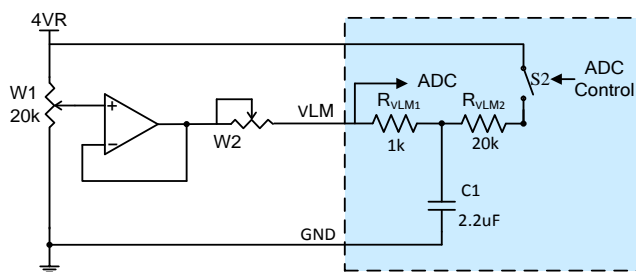 4VR
W1
20k
+
−
W2
vLM
GND
ADC
RvLM1
1k
RvLM2
20k
S2
ADC
Control
C1
2.2uF